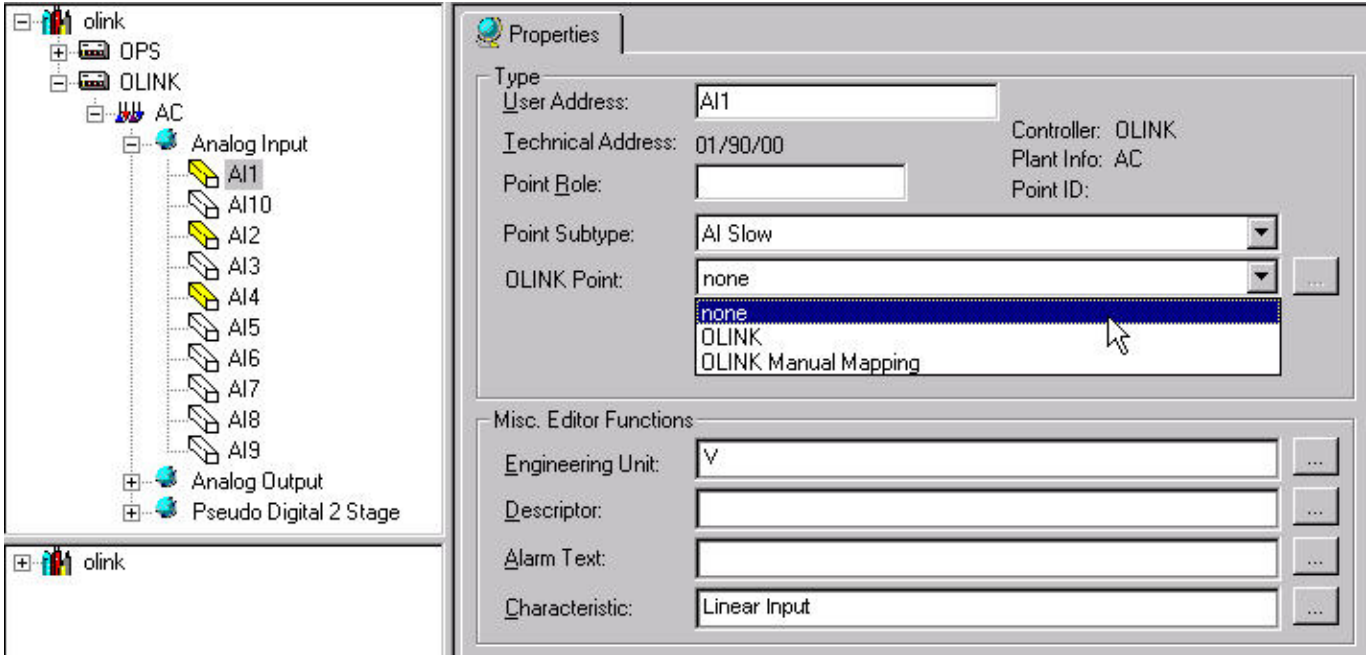 olink
OPS
OLINK
AC
Analog Input
AI1
AI10
AI2
AI3
AI4
AI5
AI6
AI7
AI8
AI9
Analog Output
Pseudo Digital 2 Stage
olink
Properties
Type
User Address: AI1
Technical Address: 01/90/00
Point Role:
Controller: OLINK
Plant Info: AC
Point ID:
Point Subtype: AI Slow
OLINK Point: none
...
none
OLINK
OLINK Manual Mapping
Misc. Editor Functions
Engineering Unit: V ...
Descriptor: ...
Alarm Text: ...
Characteristic: Linear Input ...